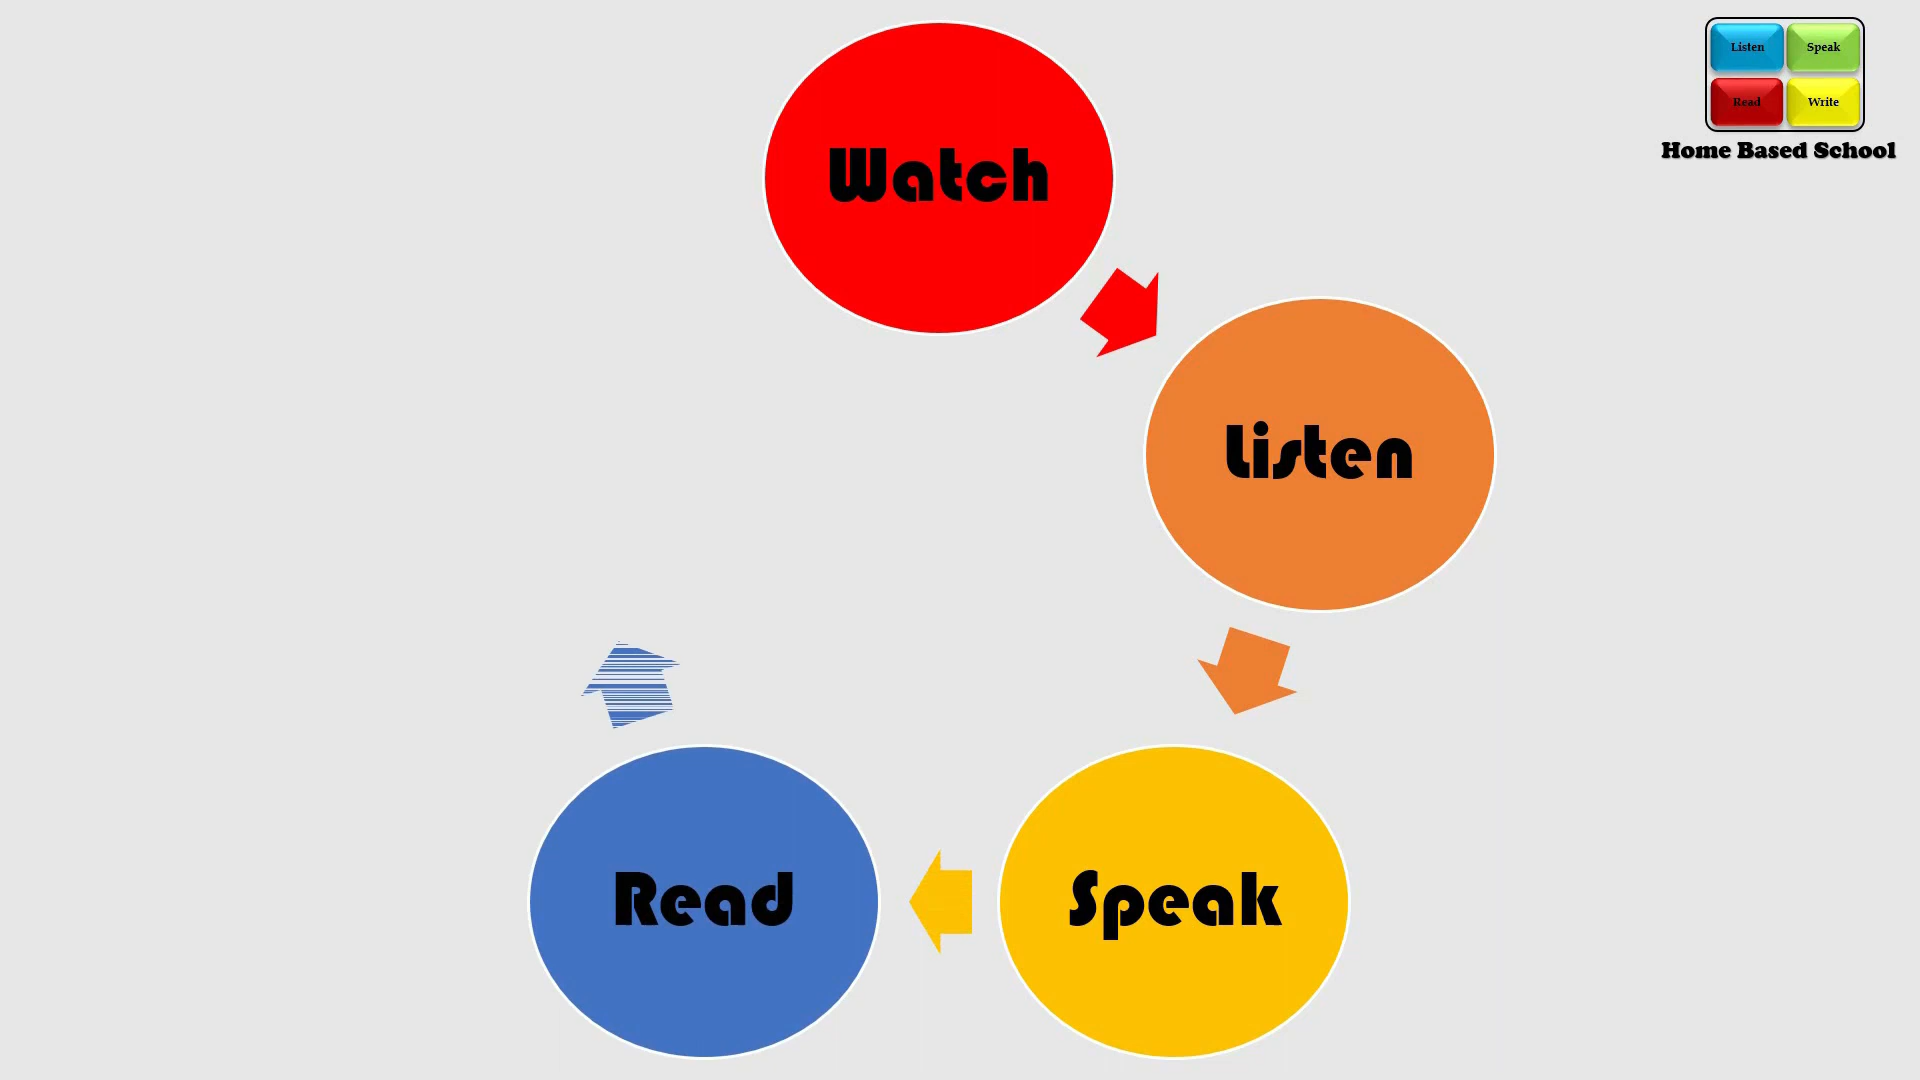 Watch
Listen
Speak
Read
Listen
Speak
Read
Write
Home Based School